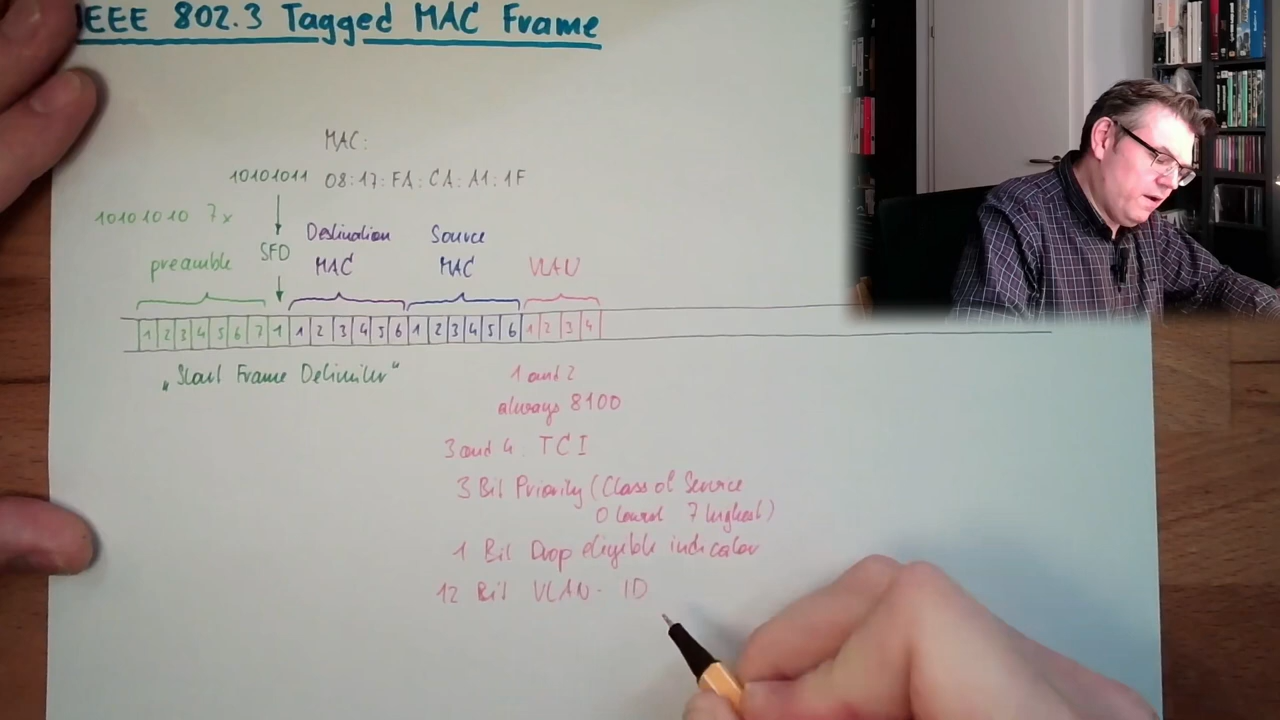 IEEE 802.3 Tagged MAC Frame
MAC:
10101011 08:17:FA:CA:A1:1F
10101010 7x
Destination Source
SFD
preamble MAC MAC VLAN
1 2 3 4 5 6 7 1 1 2 3 4 5 6 1 2 3 4 5 6 1 2 3 4
„Start Frame Delimiter“
1 and 2
always 8100
3 and 4 TCI
3 Bit Priority (Class of Service
0 lowest 7 highest)
1 Bit Drop eligible indicator
12 Bit VLAN-ID